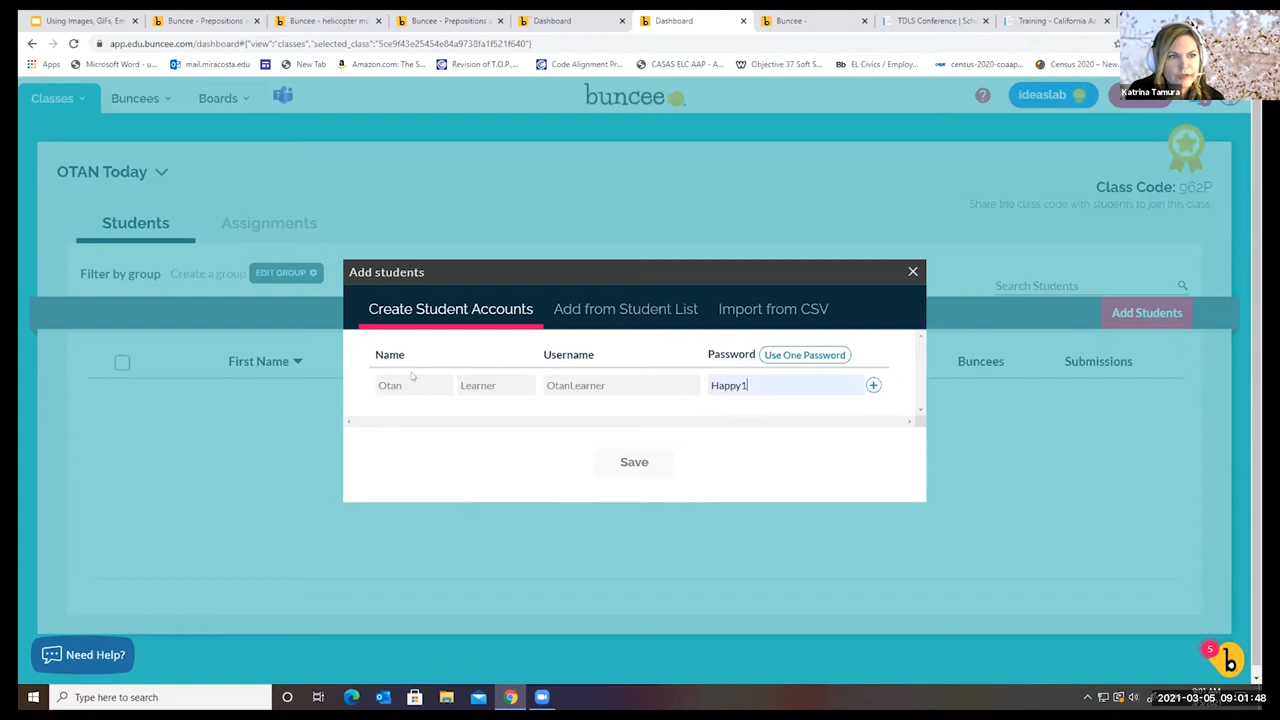 Using Images, GIFs, Em
Buncee - Prepositions &
Buncee - helicopter mo
Buncee - Prepositions &
Dashboard
Dashboard
Buncee -
TDLS Conference | Sch
Training - California Ac
app.edu.buncee.com/dashboard#{"view":"classes","selected_class":"5ce9f43e25454e84a9738fa1f521f640"}
Apps
Microsoft Word - u...
mail.miracosta.edu
New Tab
Amazon.com: The S...
Revision of T.O.P.,...
Code Alignment Pr...
CASAS EL AAP - A...
Objective 37 Soft S...
Bb EL Civics / Employ...
census-2020-coaap...
Census 2020 – New...
Katrina Tamura
Classes
Buncees
Boards
buncee
ideaslab
OTAN Today
Class Code: 962P
Share the class code with students to join this class.
Students
Assignments
Filter by group
Create a group
EDIT GROUP
Search Students
Add Students
First Name
Buncees
Submissions
Add students
Create Student Accounts
Add from Student List
Import from CSV
Name
Username
Password
Use One Password
Otan
Learner
OtanLearner
Happy1
Save
Need Help?
5
Type here to search
2021-03-05, 09:01:48